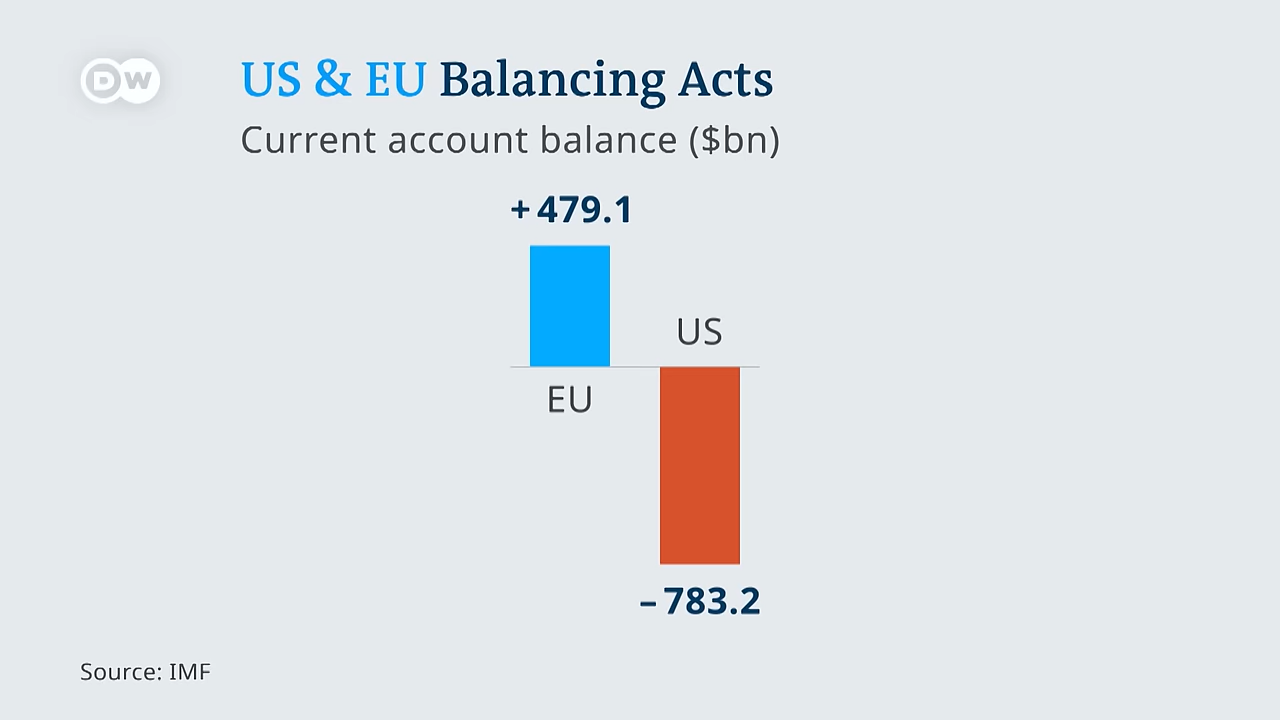 DW
US & EU Balancing Acts
Current account balance ($bn)
+479.1
US
EU
–783.2
Source: IMF